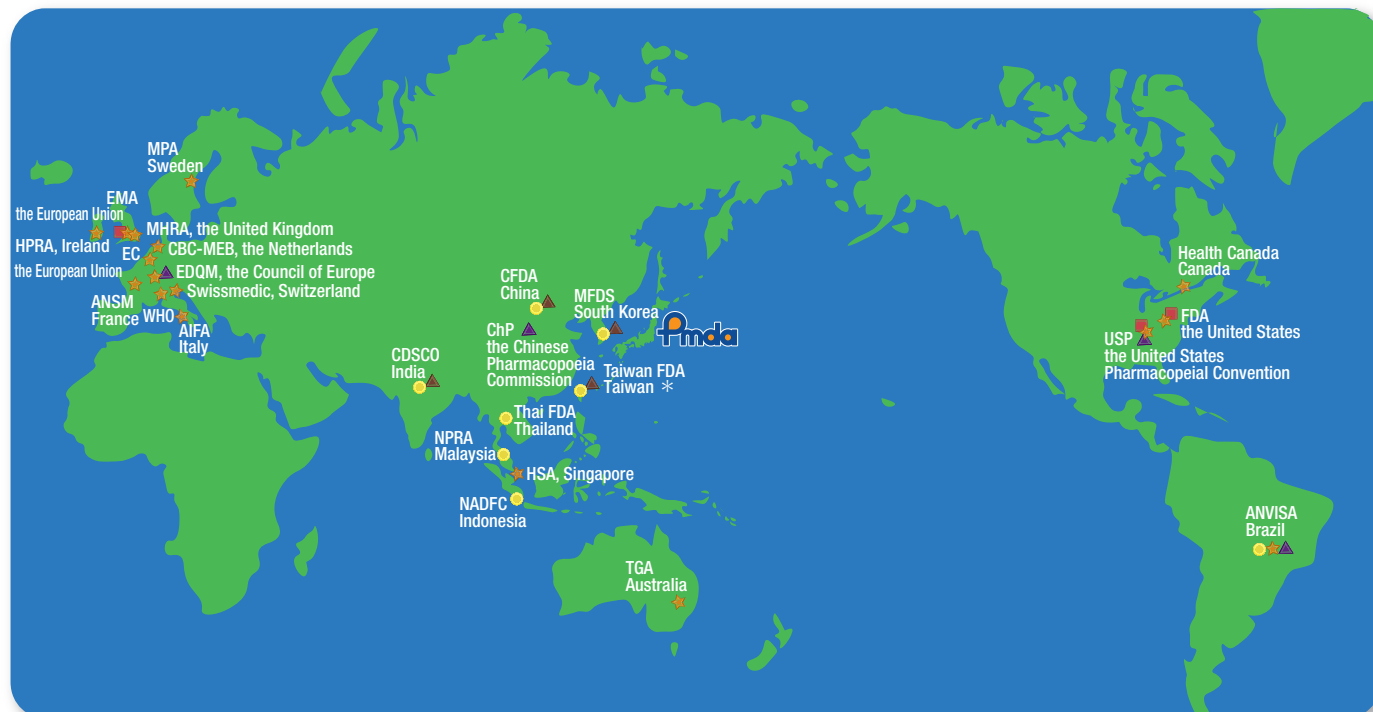 MPA
Sweden
EMA
the European Union
MHRA, the United Kingdom
HPRA, Ireland
EC
CBC-MEB, the Netherlands
the European Union
EDQM, the Council of Europe
Swissmedic, Switzerland
ANSM
France
WHO
AIFA
Italy
CFDA
China
MFDS
South Korea
Pmda
ChP
the Chinese
Pharmacopoeia
Commission
CDSCO
India
Taiwan FDA
Taiwan *
Thai FDA
Thailand
NPRA
Malaysia
HSA, Singapore
NADFC
Indonesia
TGA
Australia
Health Canada
Canada
FDA
the United States
USP
the United States
Pharmacopeial Convention
ANVISA
Brazil